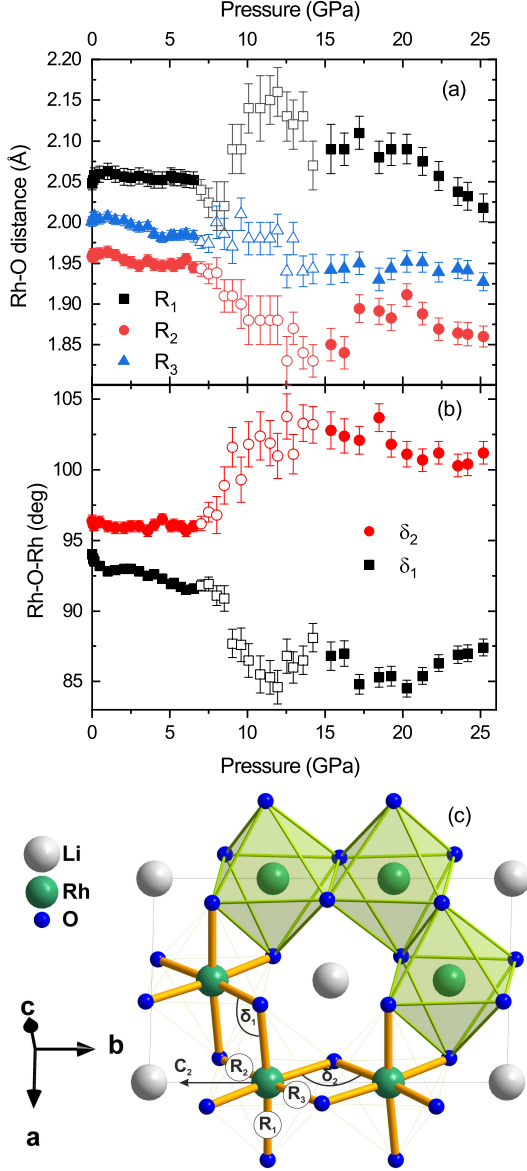 Pressure (GPa)
0 5 10 15 20 25
2.20
(a)
2.15
2.10
2.05
2.00
1.95
1.90
1.85
Rh-O distance (Å)
R₁
R₂
R₃
105
(b)
100
95
90
85
Rh-O-Rh (deg)
δ₂
δ₁
0 5 10 15 20 25
Pressure (GPa)
(c)
Li
Rh
O
δ₁
c
b
a
C₂
R₂
δ₂
R₃
R₁